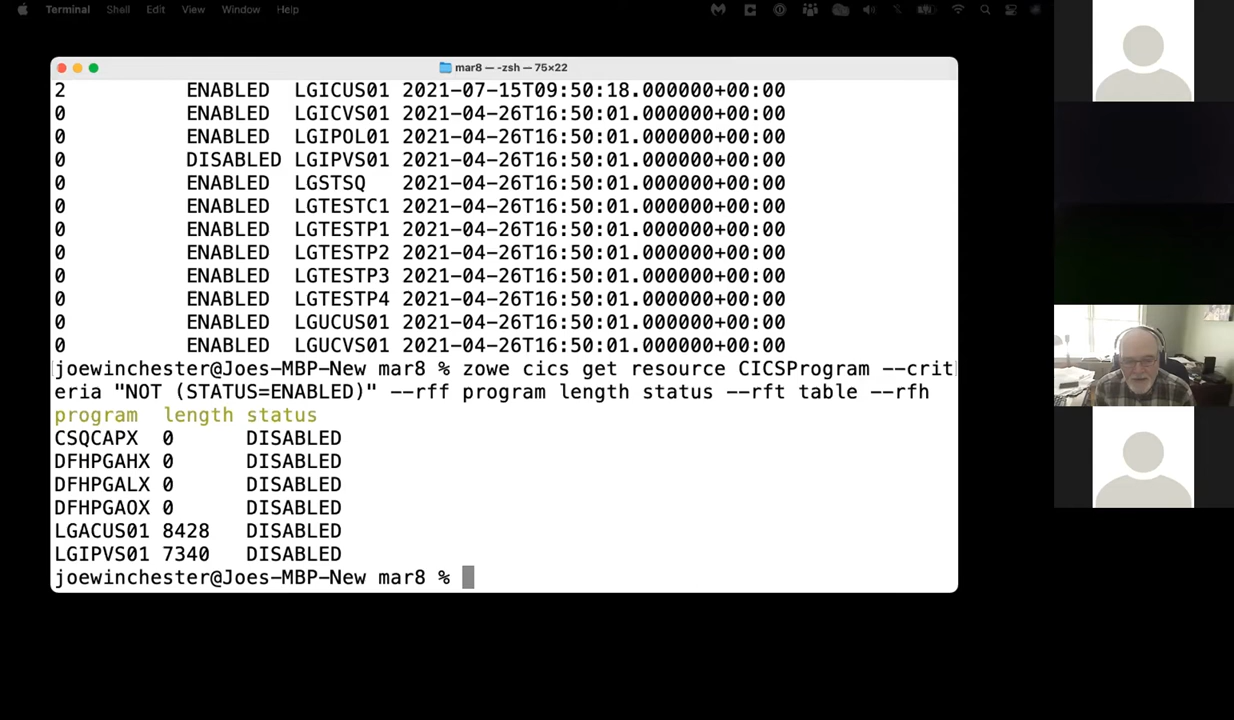 Terminal Shell Edit View Window Help
mar8 — -zsh — 75×22
2 ENABLED LGICUS01 2021-07-15T09:50:18.000000+00:00
0 ENABLED LGICVS01 2021-04-26T16:50:01.000000+00:00
0 ENABLED LGIPOL01 2021-04-26T16:50:01.000000+00:00
0 DISABLED LGIPVS01 2021-04-26T16:50:01.000000+00:00
0 ENABLED LGSTSQ 2021-04-26T16:50:01.000000+00:00
0 ENABLED LGTESTC1 2021-04-26T16:50:01.000000+00:00
0 ENABLED LGTESTP1 2021-04-26T16:50:01.000000+00:00
0 ENABLED LGTESTP2 2021-04-26T16:50:01.000000+00:00
0 ENABLED LGTESTP3 2021-04-26T16:50:01.000000+00:00
0 ENABLED LGTESTP4 2021-04-26T16:50:01.000000+00:00
0 ENABLED LGUCUS01 2021-04-26T16:50:01.000000+00:00
0 ENABLED LGUCVS01 2021-04-26T16:50:01.000000+00:00
joewinchester@Joes-MBP-New mar8 % zowe cics get resource CICSProgram --crit
eria "NOT (STATUS=ENABLED)" --rff program length status --rft table --rfh
program length status
CSQCAPX 0 DISABLED
DFHPGAHX 0 DISABLED
DFHPGALX 0 DISABLED
DFHPGAOX 0 DISABLED
LGACUS01 8428 DISABLED
LGIPVS01 7340 DISABLED
joewinchester@Joes-MBP-New mar8 %